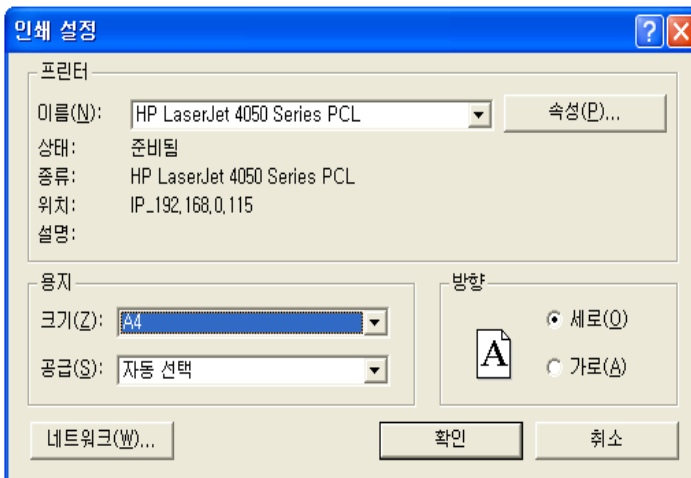 인쇄 설정
프린터
이름(N): HP LaserJet 4050 Series PCL 속성(P)...
상태: 준비됨
종류: HP LaserJet 4050 Series PCL
위치: IP_192,168,0,115
설명:
용지
크기(Z): A4
공급(S): 자동 선택
방향
A
세로(O)
가로(A)
네트워크(W)... 확인 취소